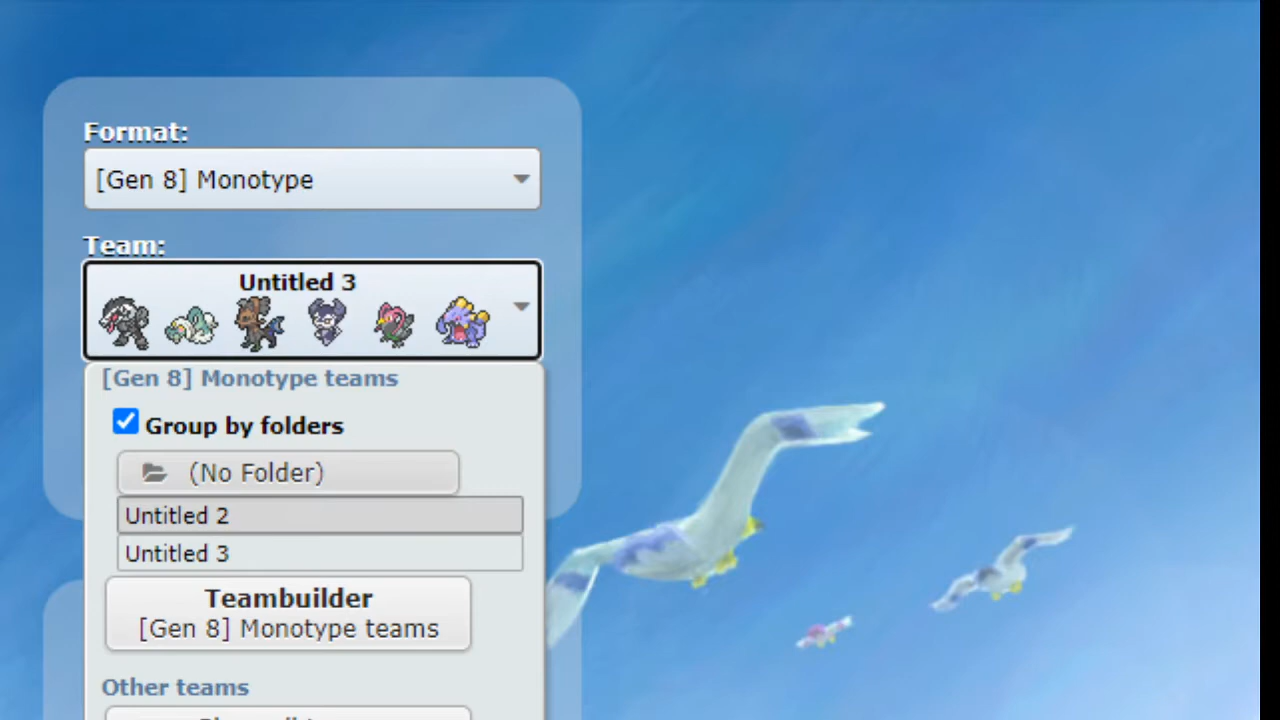 Format:
[Gen 8] Monotype
Team:
Untitled 3
[Gen 8] Monotype teams
Group by folders
(No Folder)
Untitled 2
Untitled 3
Teambuilder
[Gen 8] Monotype teams
Other teams